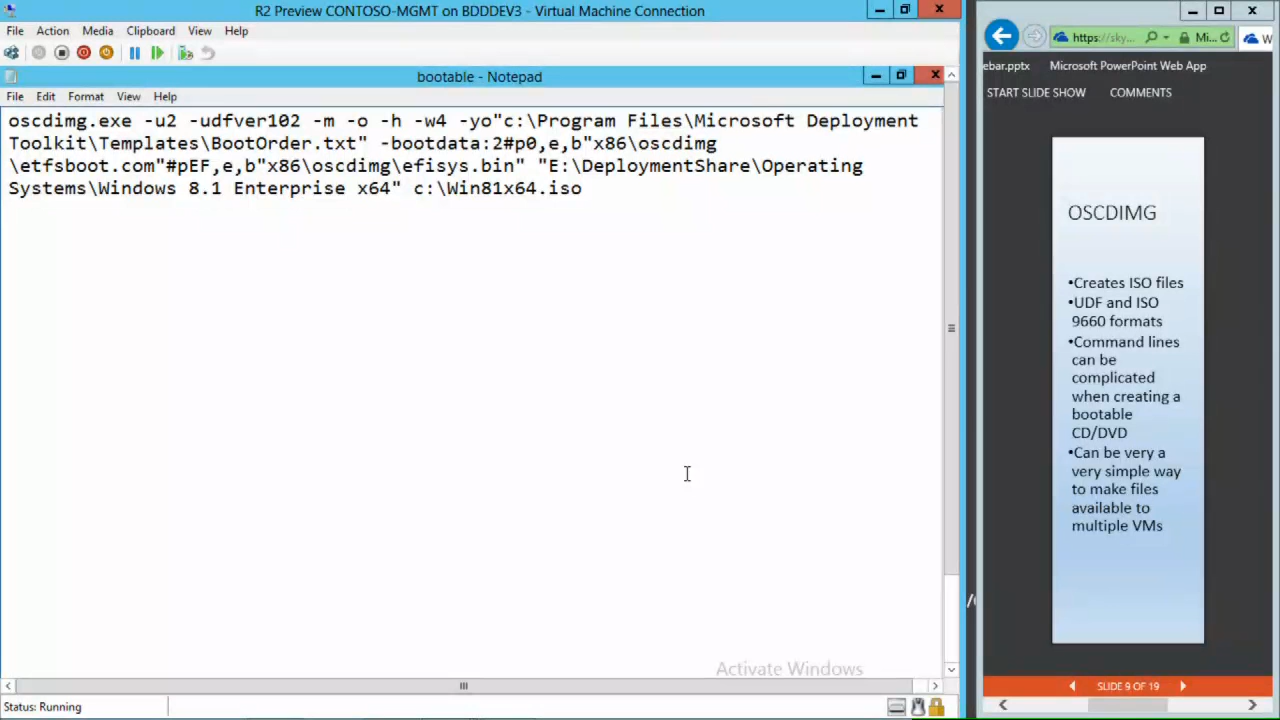 R2 Preview CONTOSO-MGMT on BDDDEV3 - Virtual Machine Connection
File Action Media Clipboard View Help
bootable - Notepad
File Edit Format View Help
oscdimg.exe -u2 -udfver102 -m -o -h -w4 -yo"c:\Program Files\Microsoft Deployment
Toolkit\Templates\BootOrder.txt" -bootdata:2#p0,e,b"x86\oscdimg
\etfsboot.com"#pEF,e,b"x86\oscdimg\efisys.bin" "E:\DeploymentShare\Operating
Systems\Windows 8.1 Enterprise x64" c:\Win81x64.iso
Activate Windows
Status: Running
https://sky...
Mi...
W
ebar.pptx Microsoft PowerPoint Web App
START SLIDE SHOW COMMENTS
OSCDIMG
•Creates ISO files
•UDF and ISO
9660 formats
•Command lines
can be
complicated
when creating a
bootable
CD/DVD
•Can be very a
very simple way
to make files
available to
multiple VMs
SLIDE 9 OF 19